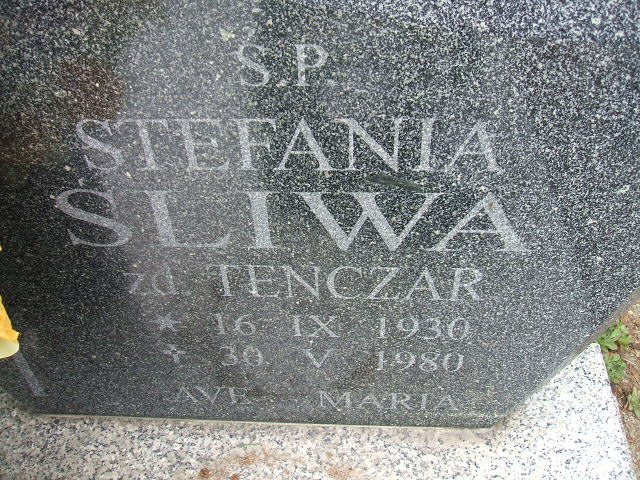 Ś.P.
STEFANIA
ŚLIWA
zd TENCZAR
* 16 IX 1930
✝ 30 V 1980
AVE MARIA